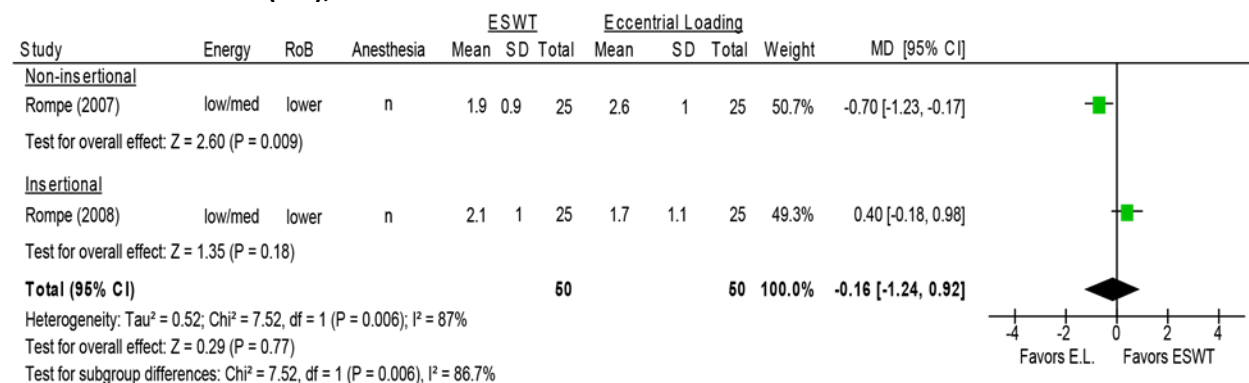 ESWT Eccentrial Loading
Study Energy RoB Anesthesia Mean SD Total Mean SD Total Weight MD [95% CI]
Non-insertional
Rompe (2007) low/med lower n 1.9 0.9 25 2.6 1 25 50.7% -0.70 [-1.23, -0.17]
Test for overall effect: Z = 2.60 (P = 0.009)
Insertional
Rompe (2008) low/med lower n 2.1 1 25 1.7 1.1 25 49.3% 0.40 [-0.18, 0.98]
Test for overall effect: Z = 1.35 (P = 0.18)
Total (95% CI) 50 50 100.0% -0.16 [-1.24, 0.92]
Heterogeneity: Tau² = 0.52; Chi² = 7.52, df = 1 (P = 0.006); I² = 87%
Test for overall effect: Z = 0.29 (P = 0.77)
Test for subgroup differences: Chi² = 7.52, df = 1 (P = 0.006), I² = 86.7%
-4 -2 0 2 4
Favors E.L. Favors ESWT